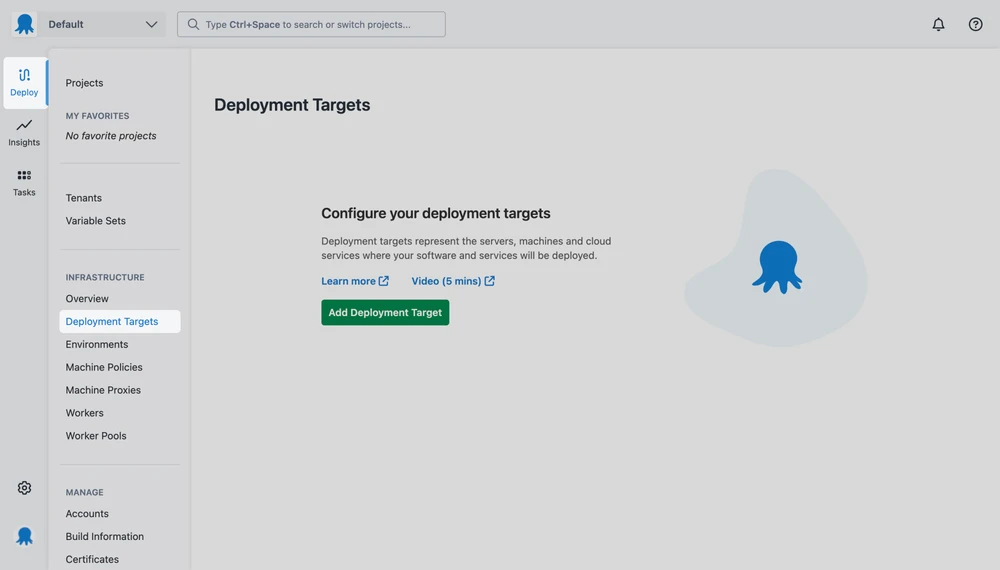 Default
Type Ctrl+Space to search or switch projects...
Deploy
Insights
Tasks
Projects
MY FAVORITES
No favorite projects
Tenants
Variable Sets
INFRASTRUCTURE
Overview
Deployment Targets
Environments
Machine Policies
Machine Proxies
Workers
Worker Pools
MANAGE
Accounts
Build Information
Certificates
Deployment Targets
Configure your deployment targets
Deployment targets represent the servers, machines and cloud
services where your software and services will be deployed.
Learn more Video (5 mins)
Add Deployment Target